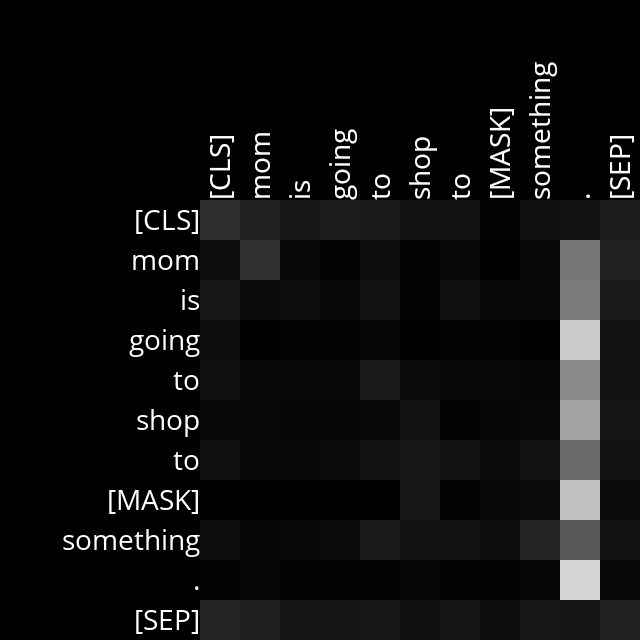 [CLS] mom is going to shop to [MASK] something . [SEP]
[CLS]
mom
is
going
to
shop
to
[MASK]
something
.
[SEP]